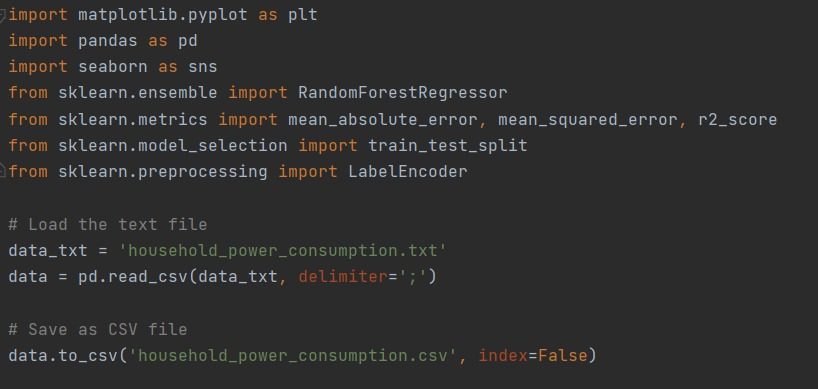 import matplotlib.pyplot as plt
import pandas as pd
import seaborn as sns
from sklearn.ensemble import RandomForestRegressor
from sklearn.metrics import mean_absolute_error, mean_squared_error, r2_score
from sklearn.model_selection import train_test_split
from sklearn.preprocessing import LabelEncoder
# Load the text file
data_txt = 'household_power_consumption.txt'
data = pd.read_csv(data_txt, delimiter=';')
# Save as CSV file
data.to_csv('household_power_consumption.csv', index=False)